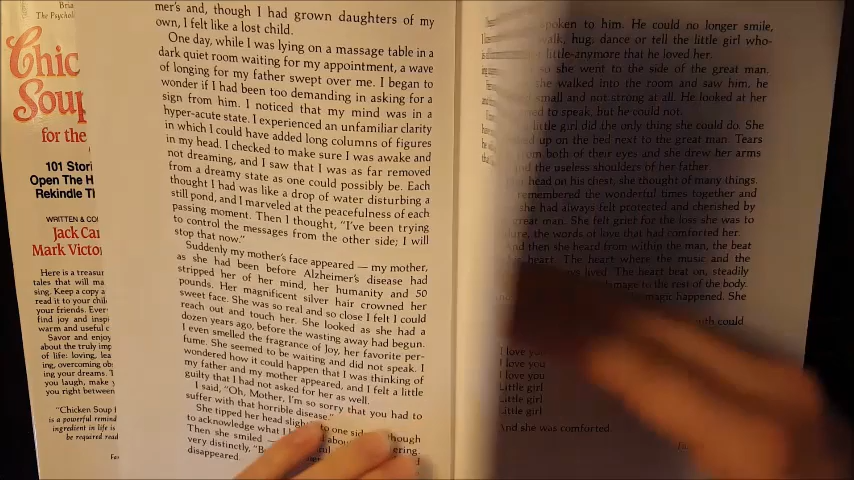 Bria
The Psychol
Chic
Soup
for the
101 Stori
Open The H
Rekindle Th
WRITTEN & CO
Jack Can
Mark Victo
Here is a treasur
tales that will ma
sing. Keep a copy a
read it to your chil
your friends. Ever
find joy and inspi
warm and useful c
Savor and enjoy
about the truly imp
of life: loving, lea
ing, overcoming ob
ing your dreams. T
you laugh, make y
you right between
"Chicken Soup f
is a powerful remind
ingredient in life is
be required read
mer's and, though I had grown daughters of my
own, I felt like a lost child.
One day, while I was lying on a massage table in a
dark quiet room waiting for my appointment, a wave
of longing for my father swept over me. I began to
wonder if I had been too demanding in asking for a
sign from him. I noticed that my mind was in a
hyper-acute state. I experienced an unfamiliar clarity
in which I could have added long columns of figures
in my head. I checked to make sure I was awake and
not dreaming, and I saw that I was as far removed
from a dreamy state as one could possibly be. Each
thought I had was like a drop of water disturbing a
still pond, and I marveled at the peacefulness of each
passing moment. Then I thought, "I've been trying
to control the messages from the other side; I will
stop that now."
Suddenly my mother's face appeared — my mother,
as she had been before Alzheimer's disease had
stripped her of her mind, her humanity and 50
pounds. Her magnificent silver hair crowned her
sweet face. She was so real and so close I felt I could
reach out and touch her. She looked as she had a
dozen years ago, before the wasting away had begun.
I even smelled the fragrance of Joy, her favorite per-
fume. She seemed to be waiting and did not speak. I
wondered how it could happen that I was thinking of
my father and my mother appeared, and I felt a little
guilty that I had not asked for her as well.
I said, "Oh, Mother, I'm so sorry that you had to
suffer with that horrible disease."
She tipped her head slightly to one side, as though
to acknowledge what I
Then she smiled —
very distinctly,
disappeared.
spoken to him. He could no longer smile,
walk, hug, dance or tell the little girl who-
little-anymore that he loved her.
so she went to the side of the great man.
she walked into the room and saw him, he
small and not strong at all. He looked at her
to speak, but he could not.
little girl did the only thing she could do. She
up on the bed next to the great man. Tears
from both of their eyes and she drew her arms
the useless shoulders of her father
head on his chest, she thought of many things.
remembered the wonderful times together and
she had always felt protected and cherished by
great man. She felt grief for the loss she was to
the words of love that had comforted her.
And then she heard from within the man, the beat
heart. The heart where the music and the
lived. The heart beat on, steadily
damage to the rest of the body.
magic happened. She
could
I love you
I love you
I love you
Little girl
Little girl
Little girl
And she was comforted.